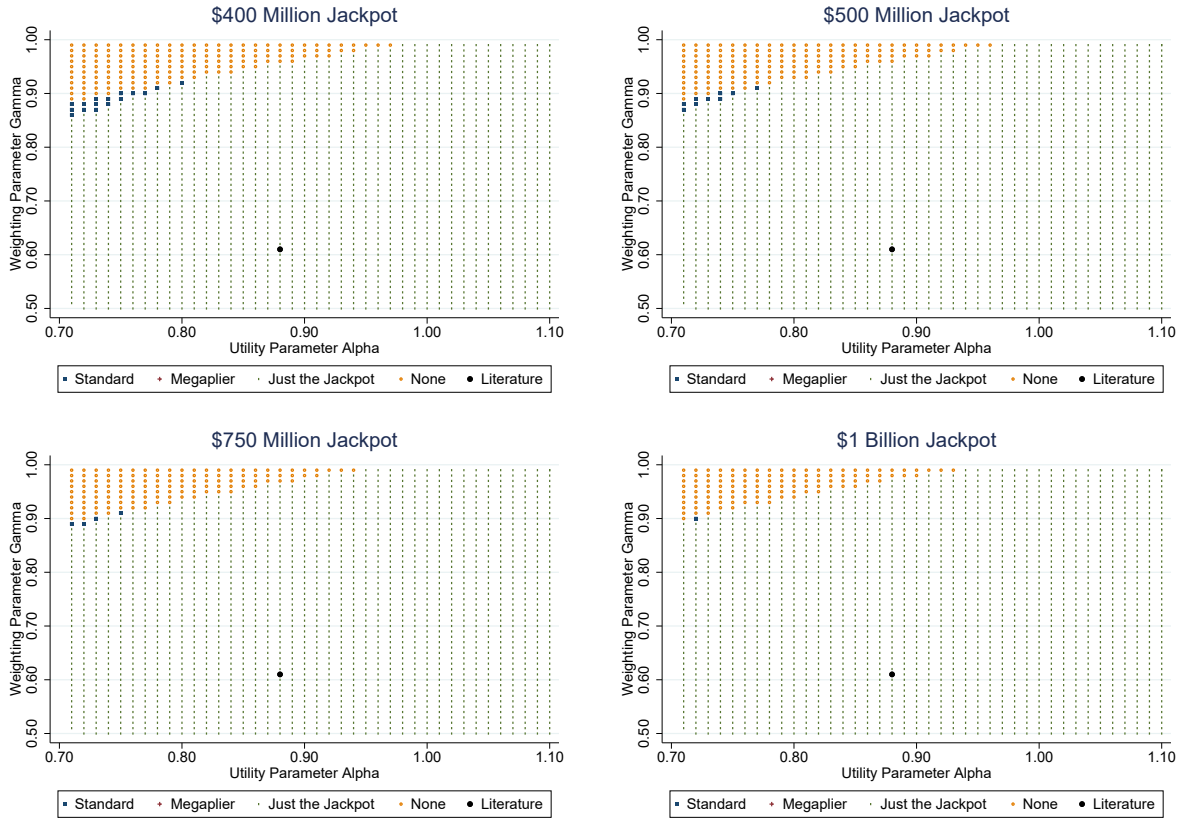 $400 Million Jackpot
Weighting Parameter Gamma
1.00
0.90
0.80
0.70
0.60
0.50
0.70 0.80 0.90 1.00 1.10
Utility Parameter Alpha
Standard Megaplier Just the Jackpot None Literature
$500 Million Jackpot
Weighting Parameter Gamma
1.00
0.90
0.80
0.70
0.60
0.50
0.70 0.80 0.90 1.00 1.10
Utility Parameter Alpha
Standard Megaplier Just the Jackpot None Literature
$750 Million Jackpot
Weighting Parameter Gamma
1.00
0.90
0.80
0.70
0.60
0.50
0.70 0.80 0.90 1.00 1.10
Utility Parameter Alpha
Standard Megaplier Just the Jackpot None Literature
$1 Billion Jackpot
Weighting Parameter Gamma
1.00
0.90
0.80
0.70
0.60
0.50
0.70 0.80 0.90 1.00 1.10
Utility Parameter Alpha
Standard Megaplier Just the Jackpot None Literature